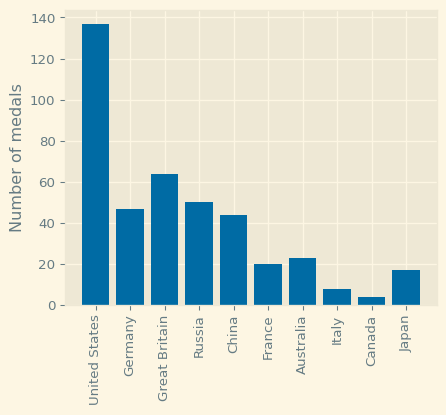 140
120
100
80
60
40
20
0
Number of medals
United States
Germany
Great Britain
Russia
China
France
Australia
Italy
Canada
Japan